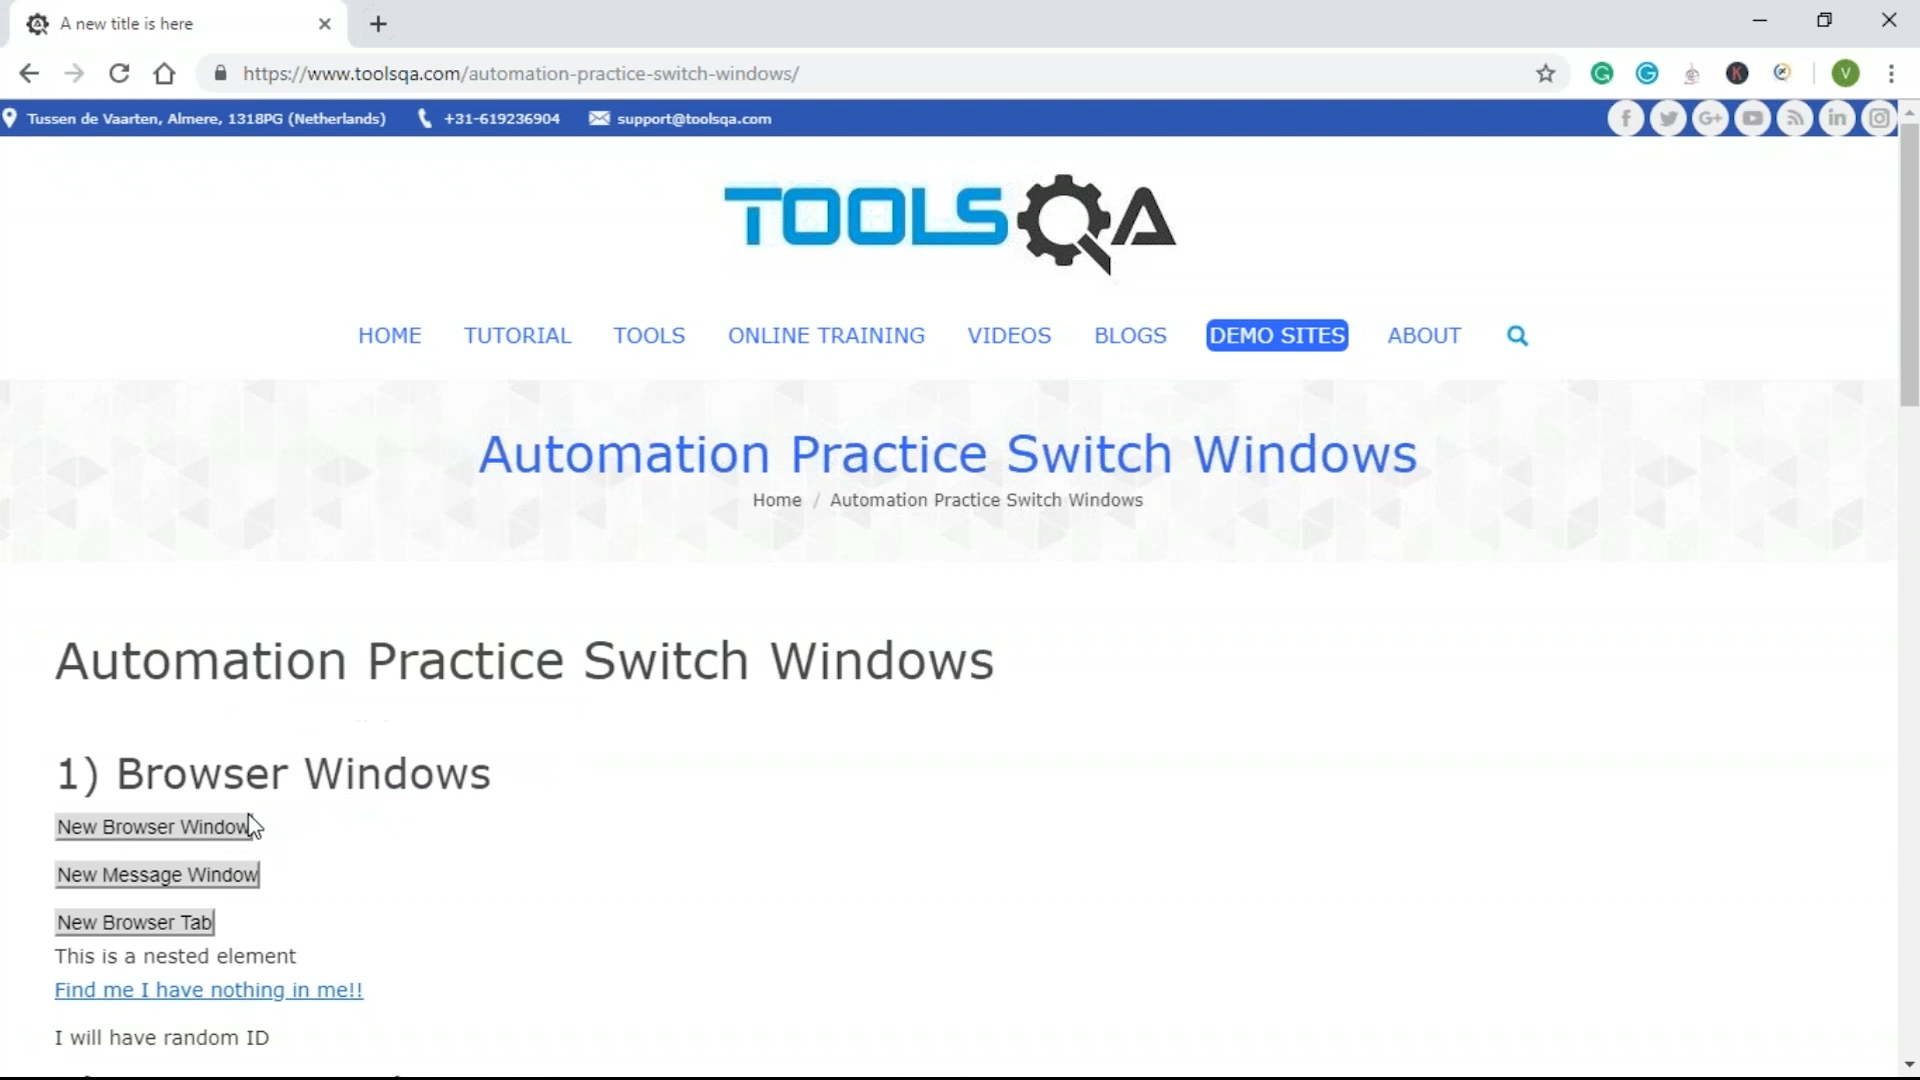 A new title is here
https://www.toolsqa.com/automation-practice-switch-windows/
V
Tussen de Vaarten, Almere, 1318PG (Netherlands) +31-619236904 support@toolsqa.com
TOOLSQA
HOME TUTORIAL TOOLS ONLINE TRAINING VIDEOS BLOGS DEMO SITES ABOUT
Automation Practice Switch Windows
Home / Automation Practice Switch Windows
Automation Practice Switch Windows
1) Browser Windows
New Browser Window
New Message Window
New Browser Tab
This is a nested element
Find me I have nothing in me!!
I will have random ID